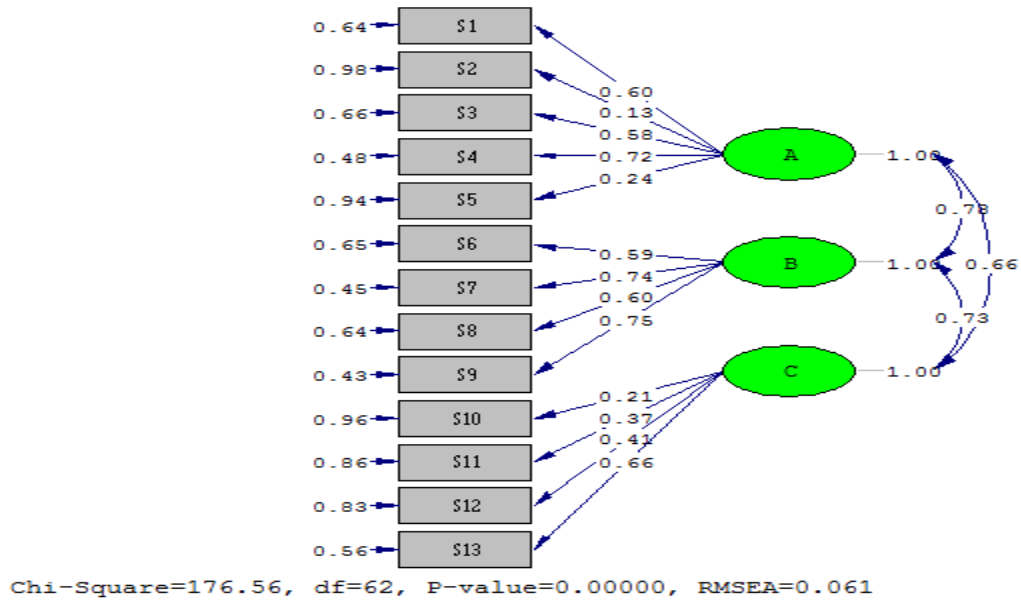 0.64 S1
0.60
0.98 S2
0.13
0.66 S3
0.58
0.48 S4
0.72
A 1.00
0.94 S5
0.24
0.78
0.65 S6
0.59
B 1.00 0.66
0.45 S7
0.74
0.60
0.64 S8
0.75
0.73
0.43 S9
C 1.00
0.21
0.96 S10
0.37
0.41
0.86 S11
0.66
0.83 S12
0.56 S13
Chi-Square=176.56, df=62, P-value=0.00000, RMSEA=0.061